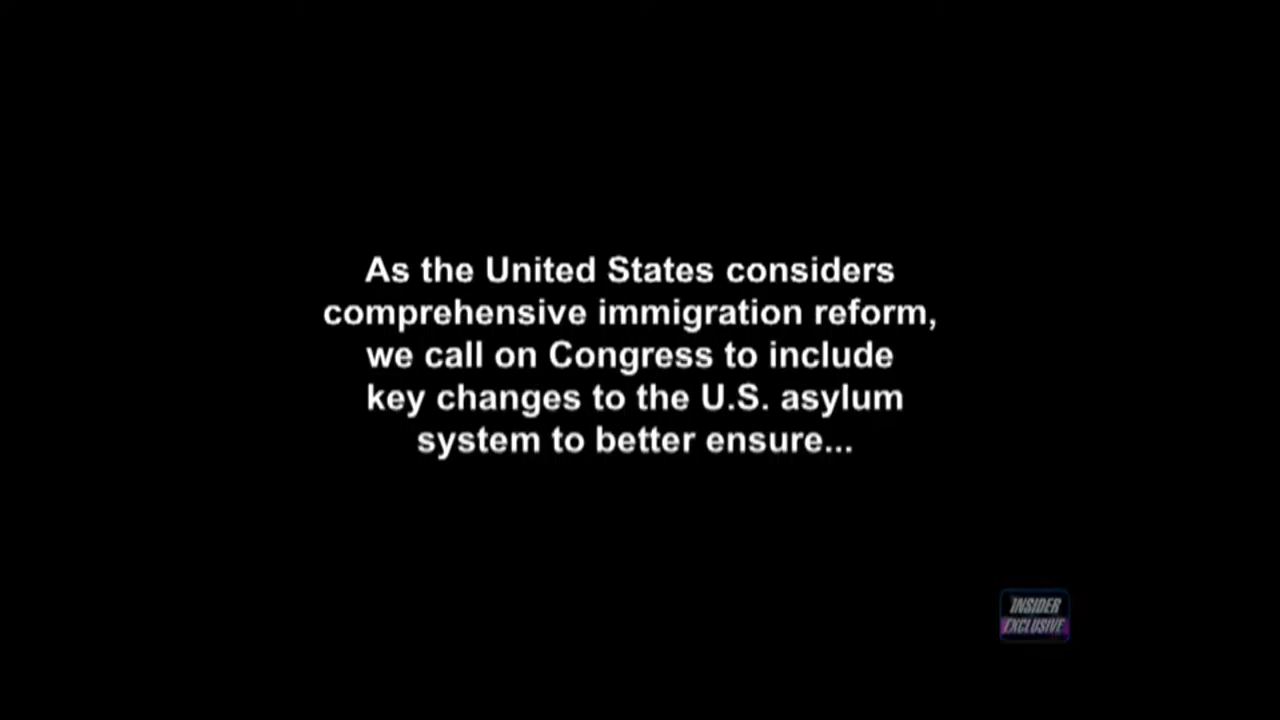 As the United States considers
comprehensive immigration reform,
we call on Congress to include
key changes to the U.S. asylum
system to better ensure...
INSIDER
EXCLUSIVE